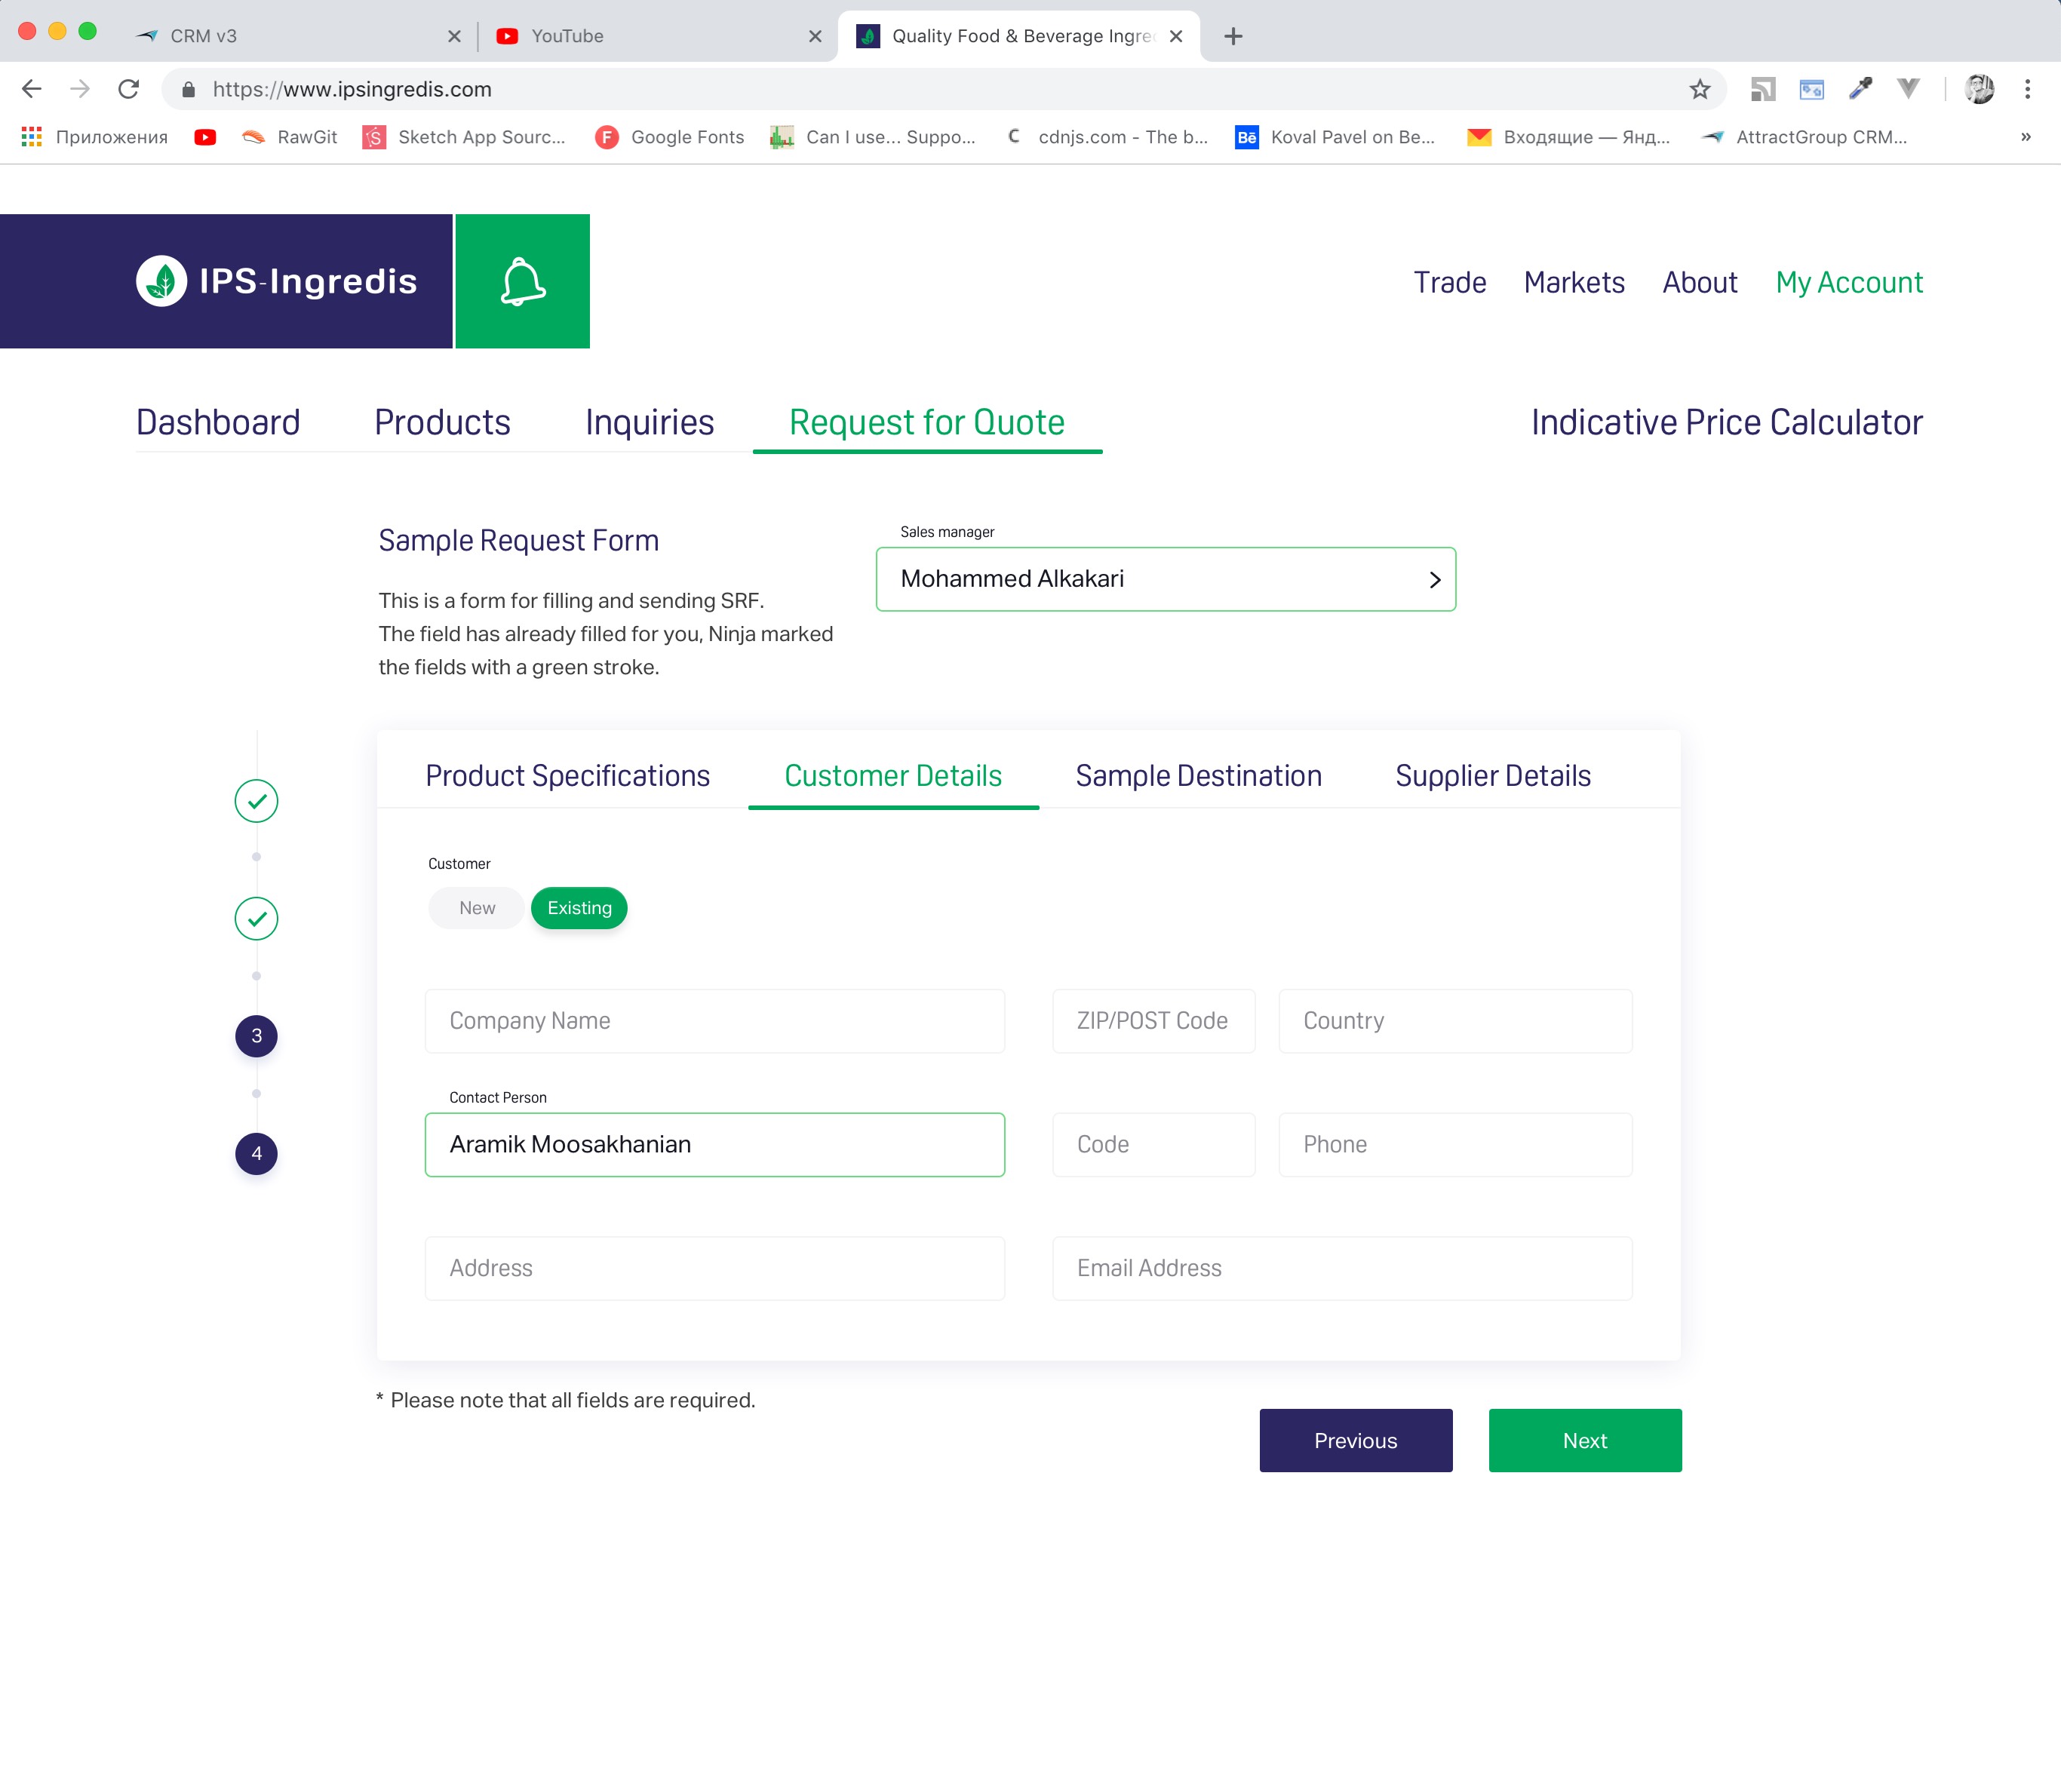 CRM v3
YouTube
Quality Food & Beverage Ingre
https://www.ipsingredis.com
Приложения
RawGit
Sketch App Sourc...
Google Fonts
Can I use... Suppo...
cdnjs.com - The b...
Koval Pavel on Be...
Входящие — Янд...
AttractGroup CRM...
»
IPS-Ingredis
Trade Markets About My Account
Dashboard Products Inquiries Request for Quote Indicative Price Calculator
Sample Request Form
This is a form for filling and sending SRF.
The field has already filled for you, Ninja marked
the fields with a green stroke.
Sales manager
Mohammed Alkakari
Product Specifications Customer Details Sample Destination Supplier Details
Customer
New Existing
Company Name ZIP/POST Code Country
3
Contact Person
Aramik Moosakhanian Code Phone
4
Address Email Address
* Please note that all fields are required.
Previous Next